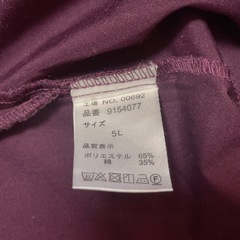 工場 NO. 00692
品番 9154077
サイズ
5L
品質表示
ポリエステル 65%
綿 35%